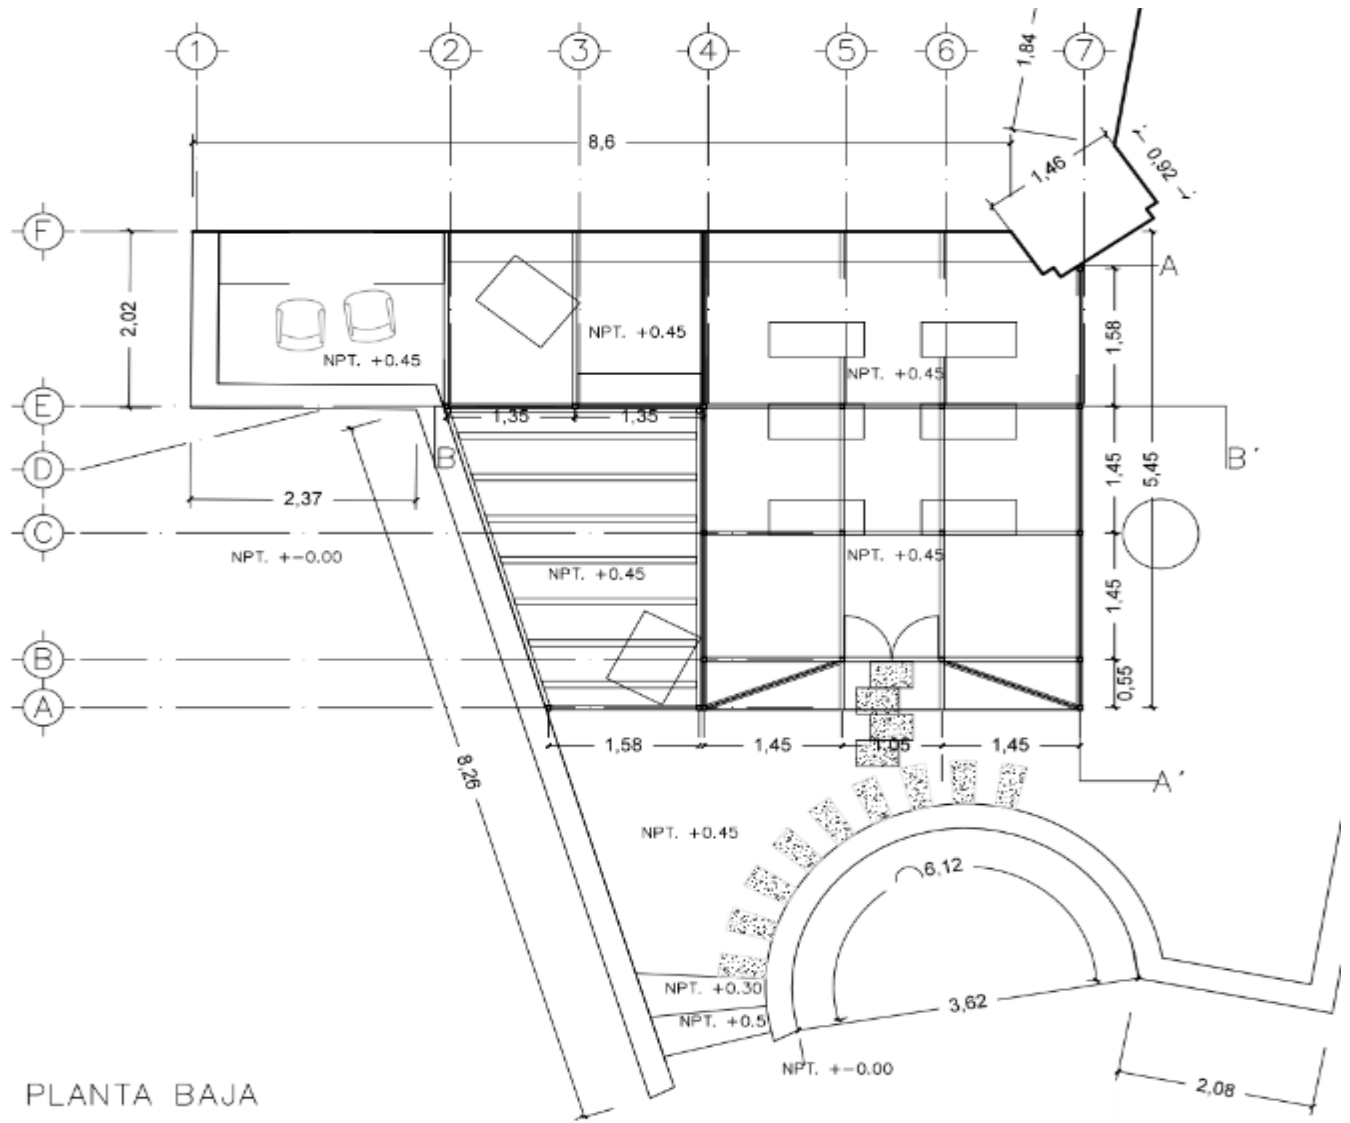 1 2 3 4 5 6 7
1,84
8,6
1,46
0,92
F
A
2,02
NPT. +0.45
1,58
NPT. +0.45
NPT. +0.45
E
1,35 1,35
B
B´
D
1,45
5,45
2,37
C
NPT. +-0.00
NPT. +0.45
NPT. +0.45
1,45
B
0,55
A
1,58 1,45 1,05 1,45
8,26
A´
NPT. +0.45
6,12
NPT. +0.30
3,62
NPT. +0.5
NPT. +-0.00
2,08
PLANTA BAJA